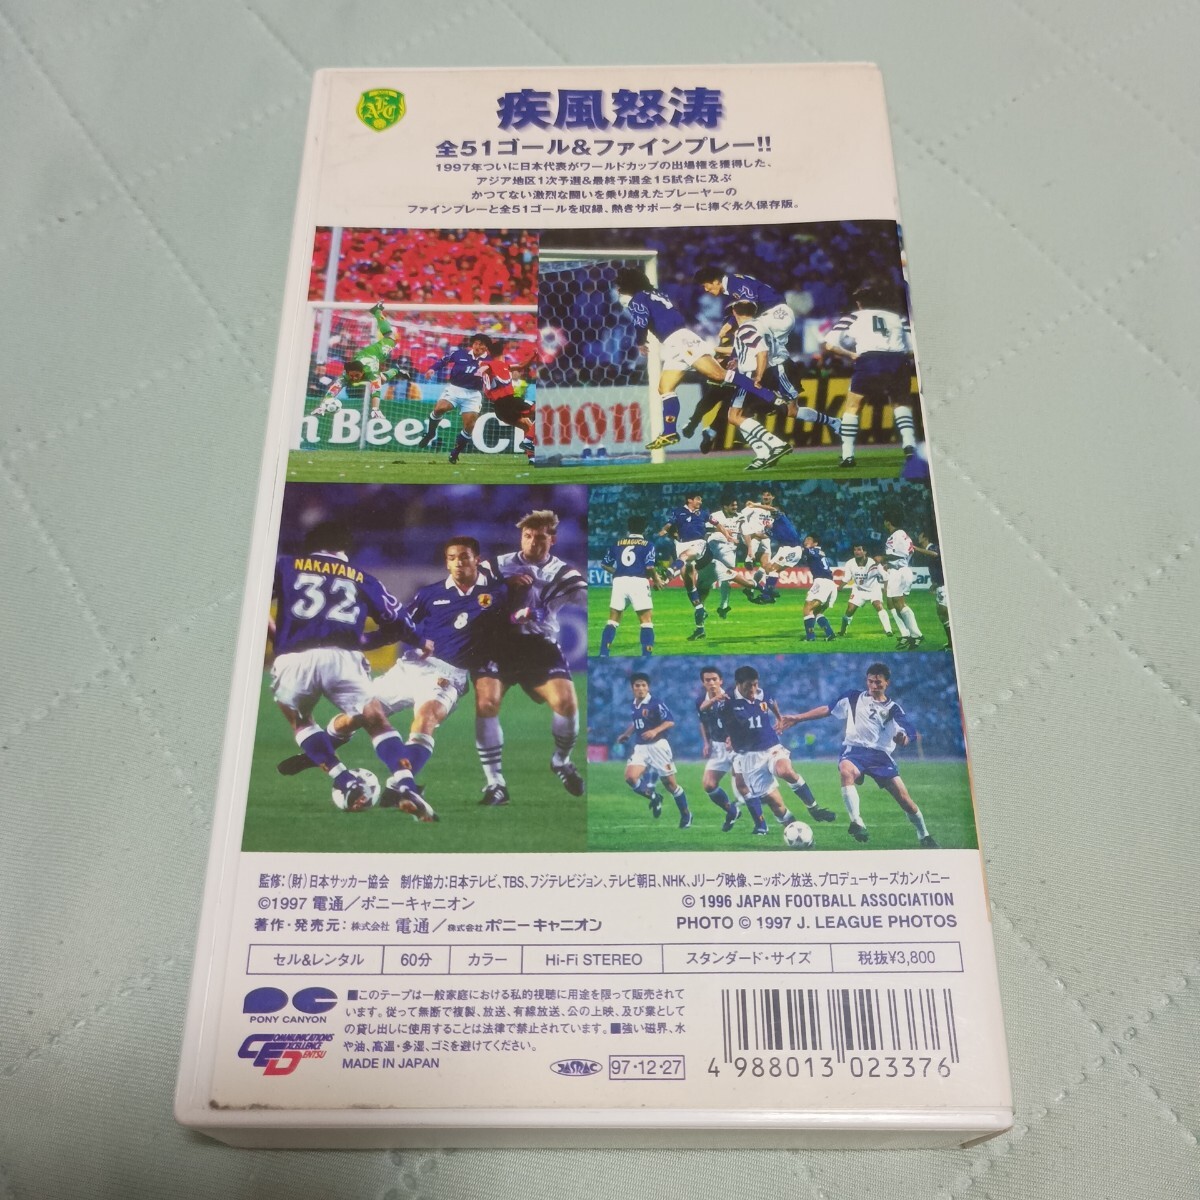 AFC
疾風怒涛
全51ゴール&ファインプレー!!
1997年ついに日本代表がワールドカップの出場権を獲得した。
アジア地区1次予選&最終予選全15試合に及ぶ
かつてない激烈な闘いを乗り越えたプレーヤーの
ファインプレーと全51ゴールを収録、熱きサポーターに捧ぐ永久保存版。
n Beer
4
NAKAYAMA
32
8
YAMAGUCHI
6
4
15
6
11
2
監修:(財)日本サッカー協会 制作協力:日本テレビ、TBS、フジテレビジョン、テレビ朝日、NHK、Jリーグ映像、ニッポン放送、プロデューサーズカンパニー
©1997 電通/ポニーキャニオン
© 1996 JAPAN FOOTBALL ASSOCIATION
著作・発売元:株式会社 電通/株式会社 ポニーキャニオン
PHOTO © 1997 J. LEAGUE PHOTOS
セル&レンタル 60分 カラー Hi-Fi STEREO スタンダード・サイズ 税抜¥3,800
PONY CANYON
COMMUNICATIONS
EXCELLENCE
DENTSU
■このテープは一般家庭における私的視聴に用途を限って販売されて
います。従って無断で複製、放送、有線放送、公の上映、及び業として
の貸し出しに使用することは法律で禁止されています。■強い磁界、水
や油、高温・多湿、ゴミを避けてください。
MADE IN JAPAN
JASRAC
97・12・27
4 988013 023376